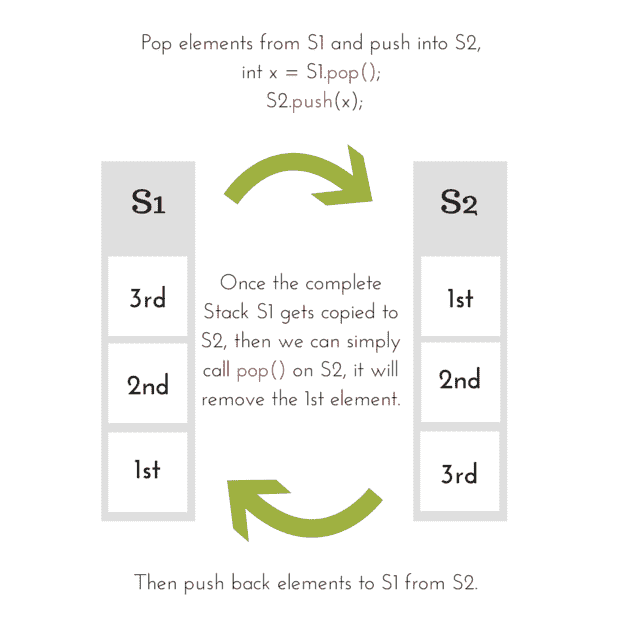 Pop elements from S1 and push into S2,
int x = S1.pop();
S2.push(x);
S1
S2
3rd
2nd
1st
Once the complete
Stack S1 gets copied to
S2, then we can simply
call pop() on S2, it will
remove the 1st element.
1st
2nd
3rd
Then push back elements to S1 from S2.